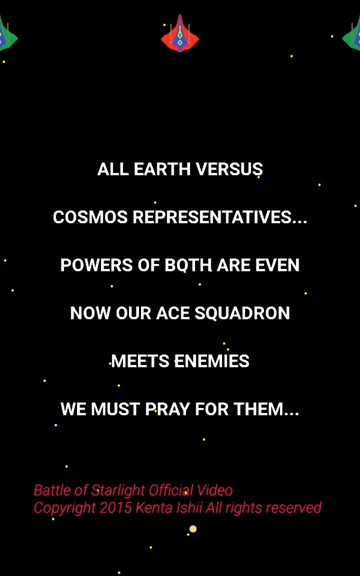 ALL EARTH VERSUS
COSMOS REPRESENTATIVES...
POWERS OF BOTH ARE EVEN
NOW OUR ACE SQUADRON
MEETS ENEMIES
WE MUST PRAY FOR THEM...
Battle of Starlight Official Video
Copyright 2015 Kenta Ishii All rights reserved